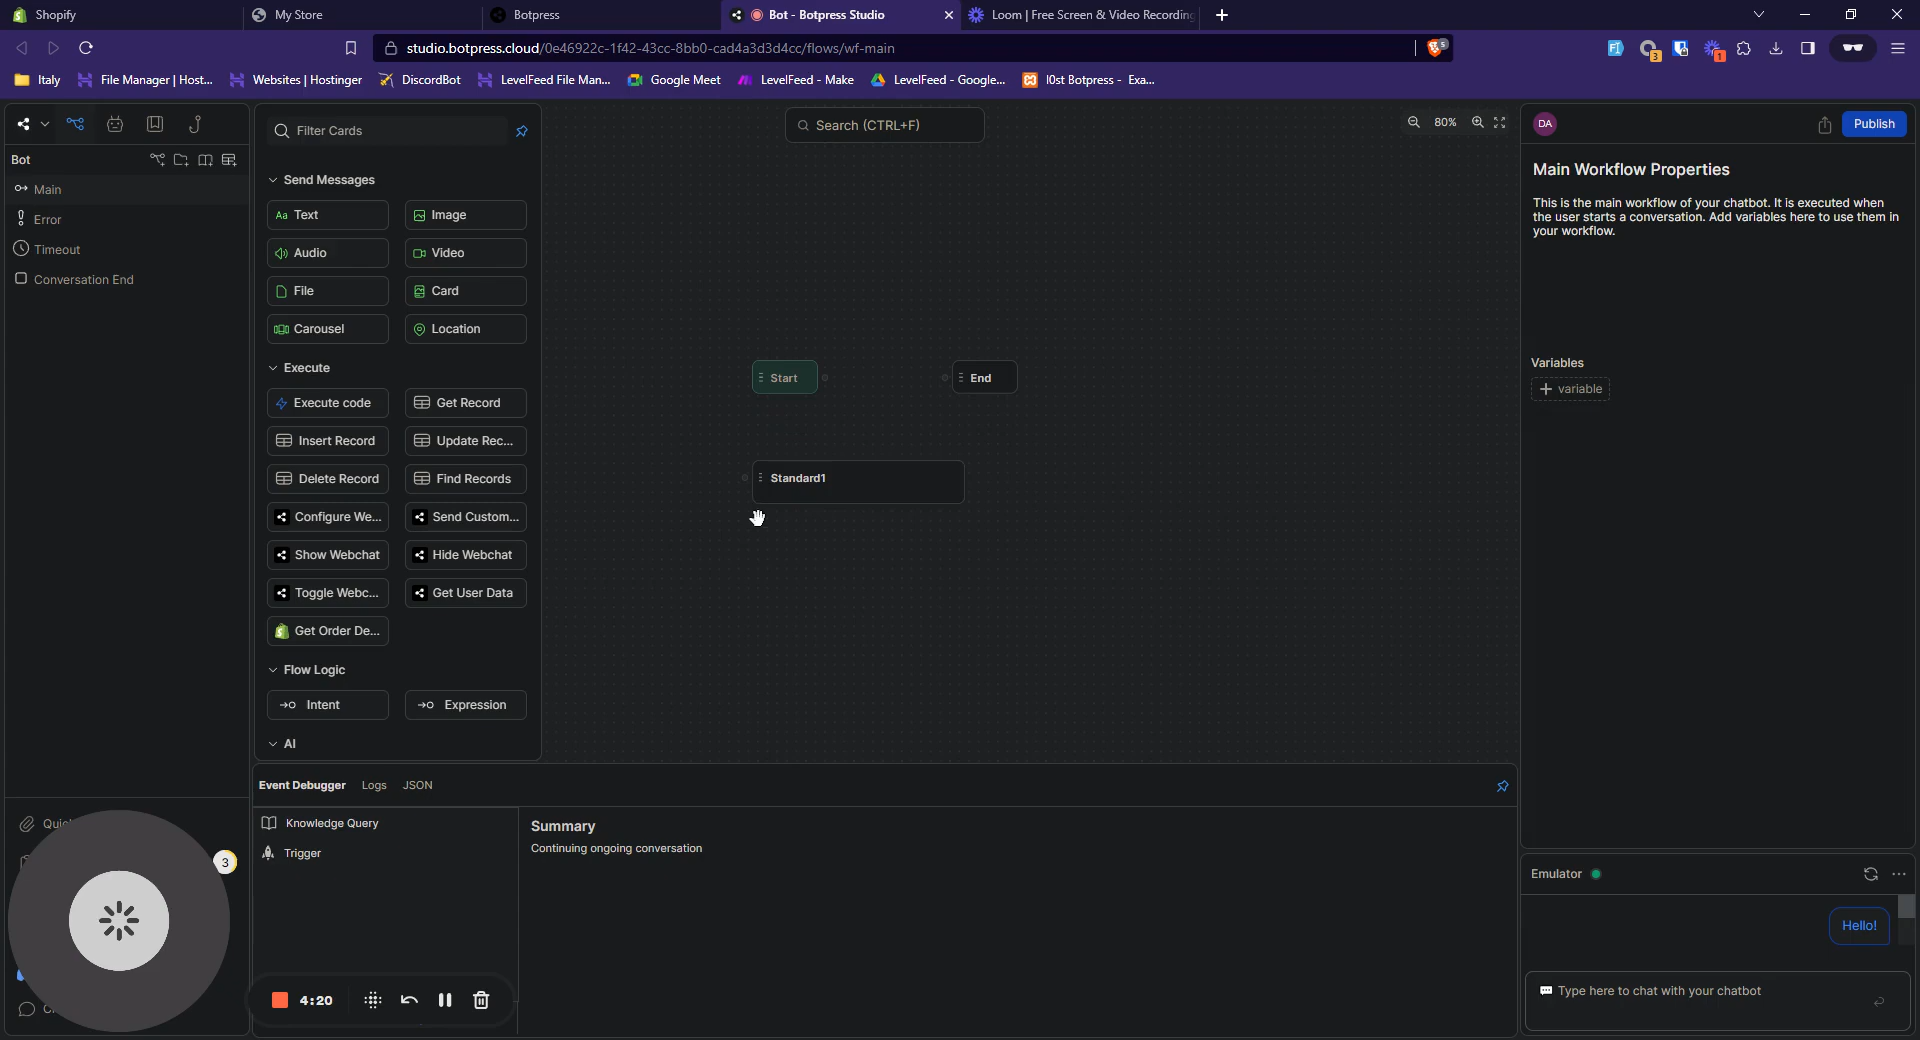 Shopify
My Store
Botpress
Bot - Botpress Studio
Loom | Free Screen & Video Recording
studio.botpress.cloud/0e46922c-1f42-43cc-8bb0-cad4a3d3d4cc/flows/wf-main
5
3
1
Italy
File Manager | Host...
Websites | Hostinger
DiscordBot
LevelFeed File Man...
Google Meet
LevelFeed - Make
LevelFeed - Google...
l0st Botpress - Exa...
Bot
Main
Error
Timeout
Conversation End
Filter Cards
Send Messages
Aa Text
Image
Audio
Video
File
Card
Carousel
Location
Execute
Execute code
Get Record
Insert Record
Update Rec...
Delete Record
Find Records
Configure We...
Send Custom...
Show Webchat
Hide Webchat
Toggle Webc...
Get User Data
Get Order De...
Flow Logic
Intent
Expression
AI
Search (CTRL+F)
80%
Start
End
Standard1
DA
Publish
Main Workflow Properties
This is the main workflow of your chatbot. It is executed when
the user starts a conversation. Add variables here to use them in
your workflow.
Variables
+ variable
Event Debugger
Logs
JSON
Knowledge Query
Trigger
Summary
Continuing ongoing conversation
3
4:20
Emulator
Hello!
Type here to chat with your chatbot